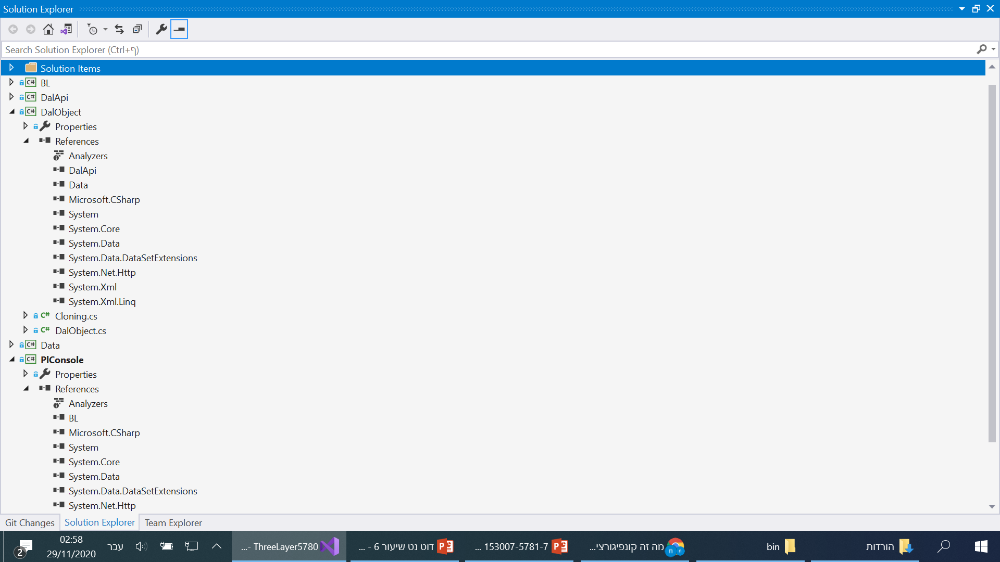 Solution Explorer
Search Solution Explorer (Ctrl+ף)
Solution Items
BL
DalApi
DalObject
Properties
References
Analyzers
DalApi
Data
Microsoft.CSharp
System
System.Core
System.Data
System.Data.DataSetExtensions
System.Net.Http
System.Xml
System.Xml.Linq
C# Cloning.cs
C# DalObject.cs
Data
PlConsole
Properties
References
Analyzers
BL
Microsoft.CSharp
System
System.Core
System.Data
System.Data.DataSetExtensions
System.Net.Http
Git Changes
Solution Explorer
Team Explorer
2
02:58
29/11/2020
עבר
ThreeLayer5780 -...
דוט נט שיעור 6 - ...
153007-5781-7 ...
מה זה קונפיגורצי...
bin
הורדות